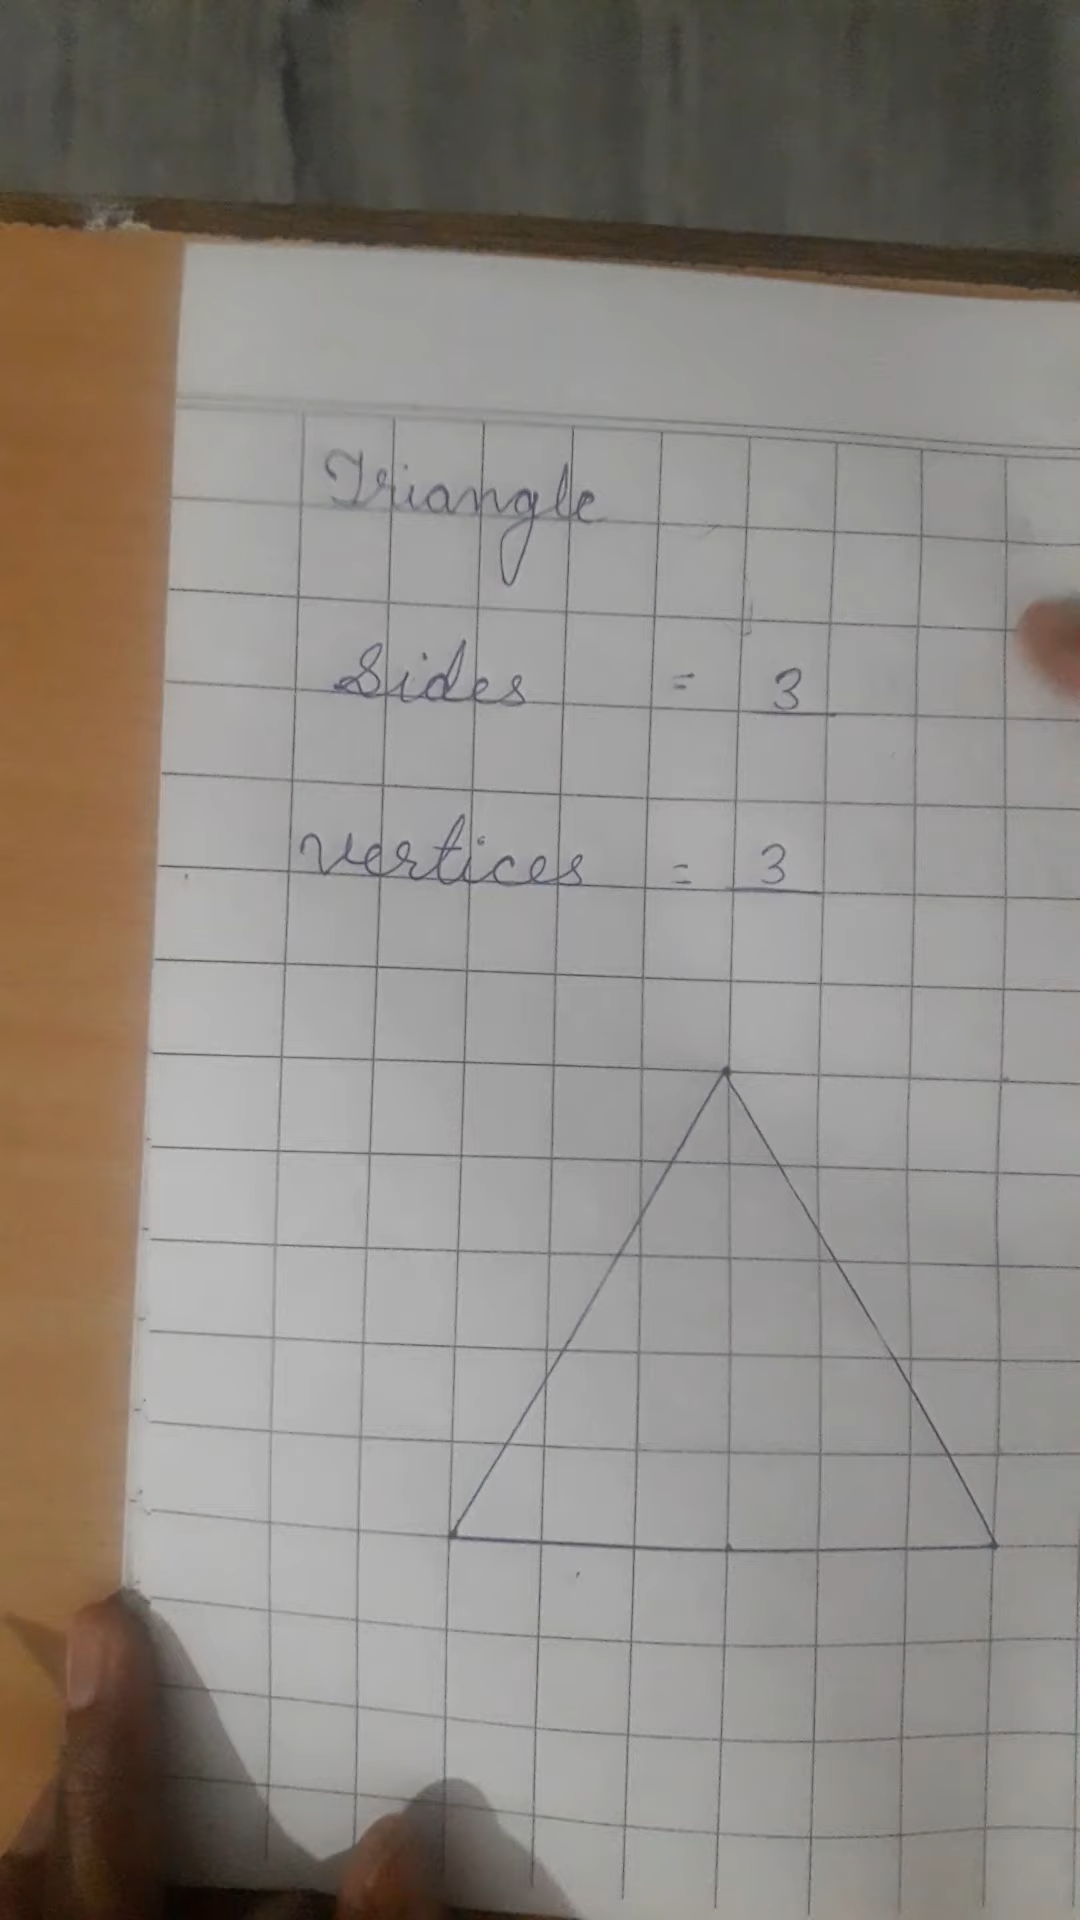 Triangle
Sides = 3
vertices = 3